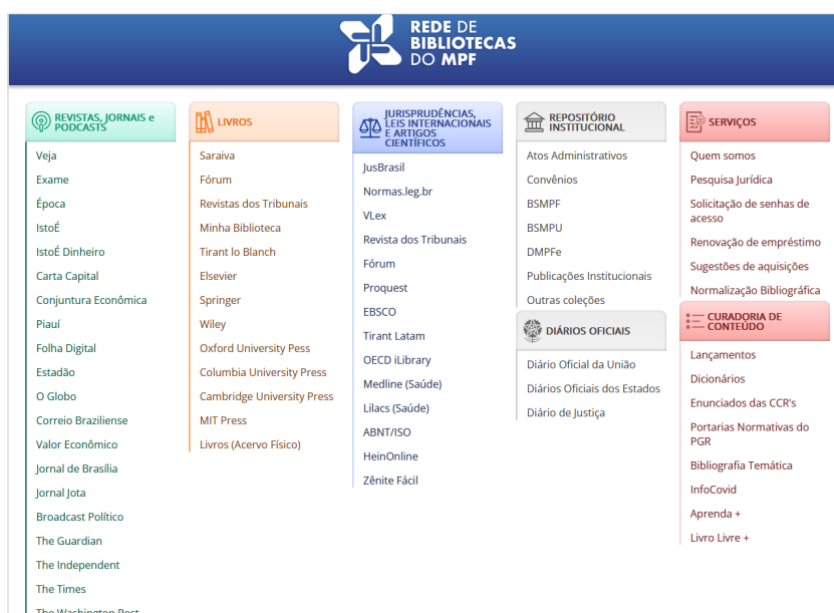 REDE DE
BIBLIOTECAS
DO MPF
REVISTAS, JORNAIS e
PODCASTS
Veja
Exame
Época
IstoÉ
IstoÉ Dinheiro
Carta Capital
Conjuntura Econômica
Piauí
Folha Digital
Estadão
O Globo
Correio Braziliense
Valor Econômico
Jornal de Brasília
Jornal Jota
Broadcast Político
The Guardian
The Independent
The Times
The Washington Post
LIVROS
Saraiva
Fórum
Revistas dos Tribunais
Minha Biblioteca
Tirant lo Blanch
Elsevier
Springer
Wiley
Oxford University Pess
Columbia University Press
Cambridge University Press
MIT Press
Livros (Acervo Físico)
JURISPRUDÊNCIAS,
LEIS INTERNACIONAIS
E ARTIGOS
CIENTÍFICOS
JusBrasil
Normas.leg.br
VLex
Revista dos Tribunais
Fórum
Proquest
EBSCO
Tirant Latam
OECD iLibrary
Medline (Saúde)
Lilacs (Saúde)
ABNT/ISO
HeinOnline
Zênite Fácil
REPOSITÓRIO
INSTITUCIONAL
Atos Administrativos
Convênios
BSMPF
BSMPU
DMPFe
Publicações Institucionais
Outras coleções
DIÁRIOS OFICIAIS
Diário Oficial da União
Diários Oficiais dos Estados
Diário de Justiça
SERVIÇOS
Quem somos
Pesquisa Jurídica
Solicitação de senhas de
acesso
Renovação de empréstimo
Sugestões de aquisições
Normalização Bibliográfica
CURADORIA DE
CONTEÚDO
Lançamentos
Dicionários
Enunciados das CCR's
Portarias Normativas do
PGR
Bibliografia Temática
InfoCovid
Aprenda +
Livro Livre +